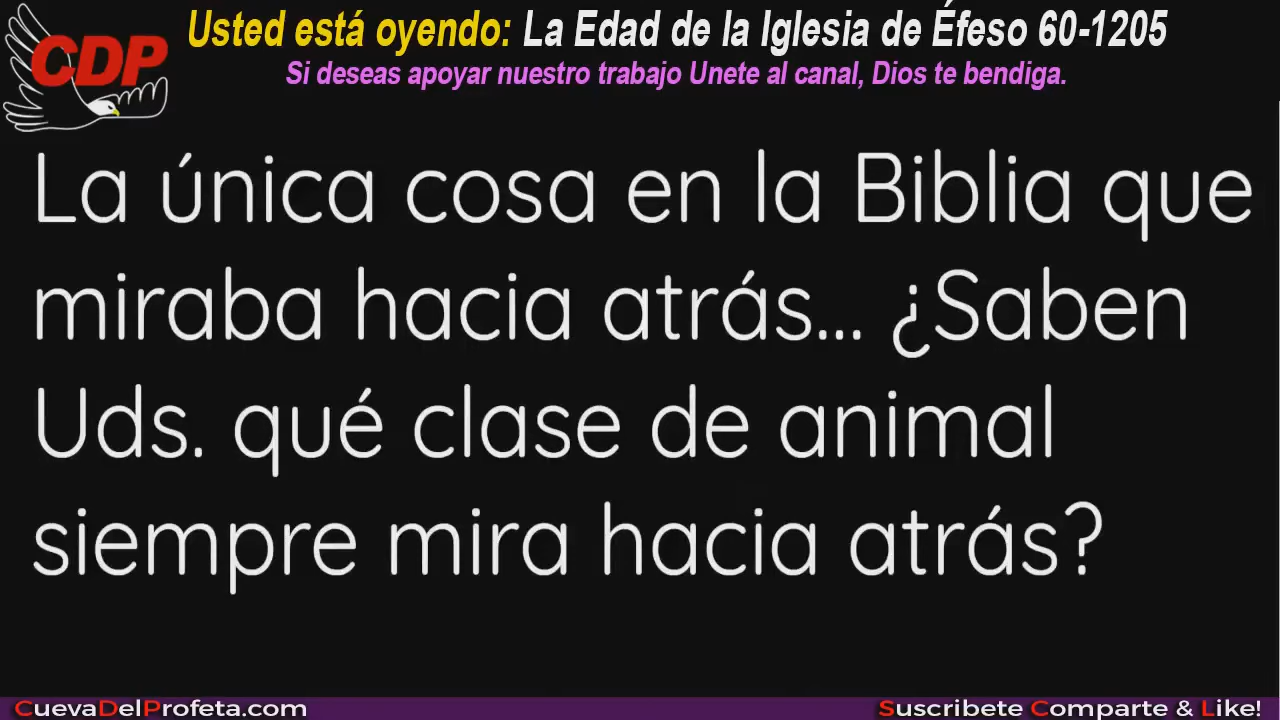 CDP
Usted está oyendo: La Edad de la Iglesia de Éfeso 60-1205
Si deseas apoyar nuestro trabajo Unete al canal, Dios te bendiga.
La única cosa en la Biblia que
miraba hacia atrás... ¿Saben
Uds. qué clase de animal
siempre mira hacia atrás?
CuevaDelProfeta.com
Suscribete Comparte & Like!